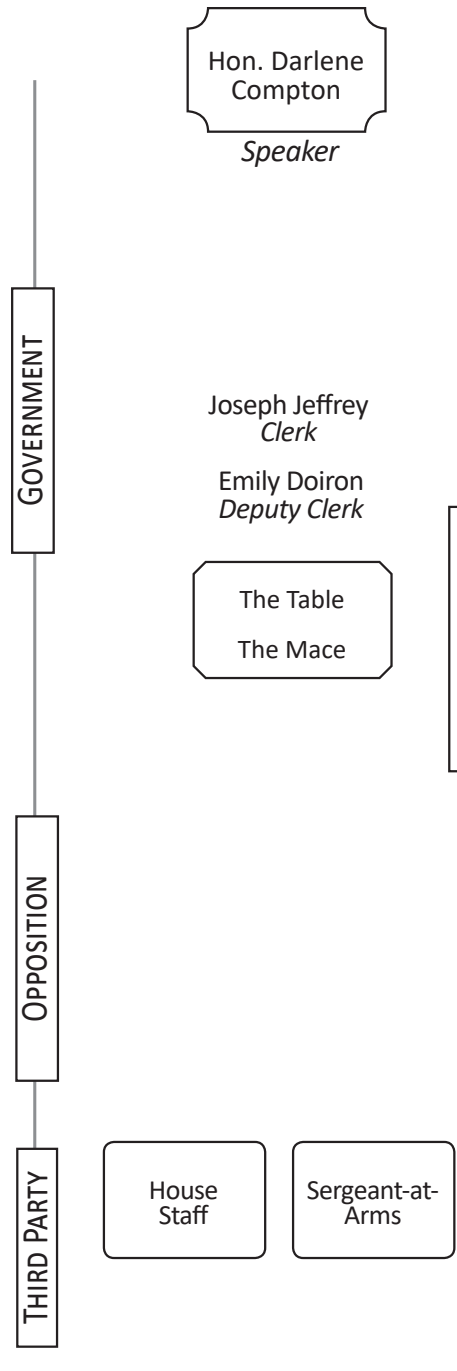 Hon. Darlene
Compton
Speaker
GOVERNMENT
Joseph Jeffrey
Clerk
Emily Doiron
Deputy Clerk
The Table
The Mace
OPPOSITION
THIRD PARTY
House
Staff
Sergeant-at-
Arms